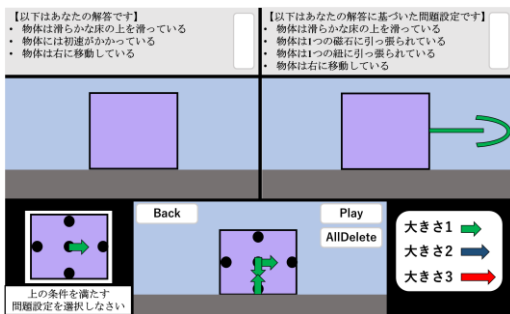 【以下はあなたの解答です】
・ 物体は滑らかな床の上を滑っている
・ 物体には初速がかかっている
・ 物体は右に移動している
【以下はあなたの解答に基づいた問題設定です】
・ 物体は滑らかな床の上を滑っている
・ 物体は1つの磁石に引っ張られている
・ 物体は1つの紐に引っ張られている
・ 物体は右に移動している
Back
Play
AllDelete
大きさ1
大きさ2
大きさ3
上の条件を満たす
問題設定を選択しなさい